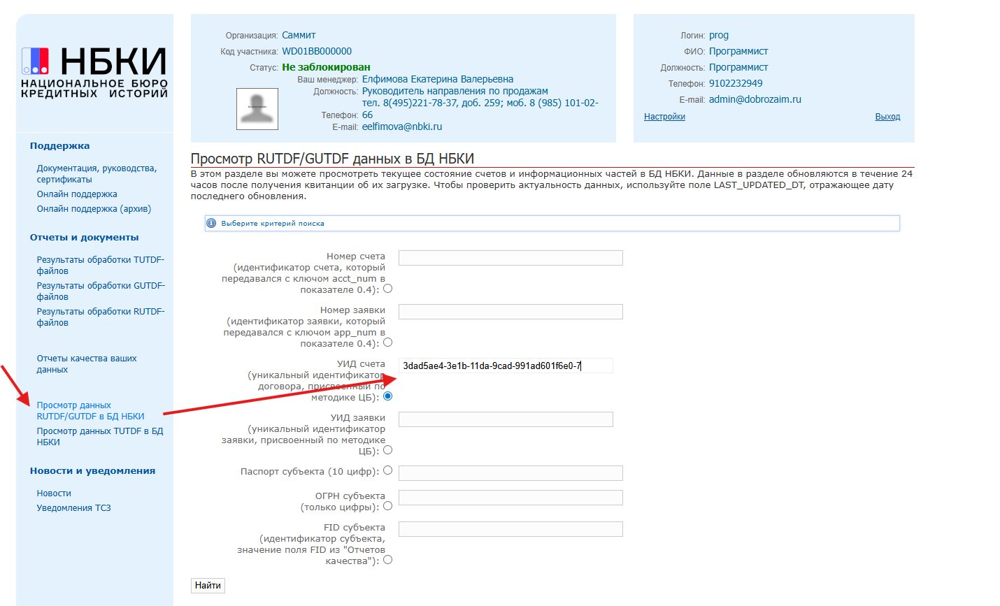 НБКИ
НАЦИОНАЛЬНОЕ БЮРО
КРЕДИТНЫХ ИСТОРИЙ
Поддержка
Документация, руководства,
сертификаты
Онлайн поддержка
Онлайн поддержка (архив)
Отчеты и документы
Результаты обработки TUTDF-
файлов
Результаты обработки GUTDF-
файлов
Результаты обработки RUTDF-
файлов
Отчеты качества ваших
данных
Просмотр данных
RUTDF/GUTDF в БД НБКИ
Просмотр данных TUTDF в БД
НБКИ
Новости и уведомления
Новости
Уведомления ТСЗ
Организация: Саммит
Код участника: WD01BB000000
Статус: Не заблокирован
Ваш менеджер: Елфимова Екатерина Валерьевна
Должность: Руководитель направления по продажам
тел. 8(495)221-78-37, доб. 259; моб. 8 (985) 101-02-
Телефон: 66
E-mail: eelfimova@nbki.ru
Логин: prog
ФИО: Программист
Должность: Программист
Телефон: 9102232949
E-mail: admin@dobrozaim.ru
Настройки Выход
Просмотр RUTDF/GUTDF данных в БД НБКИ
В этом разделе вы можете просмотреть текущее состояние счетов и информационных частей в БД НБКИ. Данные в разделе обновляются в течение 24
часов после получения квитанции об их загрузке. Чтобы проверить актуальность данных, используйте поле LAST_UPDATED_DT, отражающее дату
последнего обновления.
Выберите критерий поиска
Номер счета
(идентификатор счета, который
передавался с ключом acct_num в
показателе 0.4):
Номер заявки
(идентификатор заявки, который
передавался с ключом app_num в
показателе 0.4):
УИД счета
(уникальный идентификатор
договора, присвоенный по
методике ЦБ):
3dad5ae4-3e1b-11da-9cad-991ad601f6e0-7
УИД заявки
(уникальный идентификатор
заявки, присвоенный по методике
ЦБ):
Паспорт субъекта (10 цифр):
ОГРН субъекта
(только цифры):
FID субъекта
(идентификатор субъекта,
значение поля FID из "Отчетов
качества"):
Найти